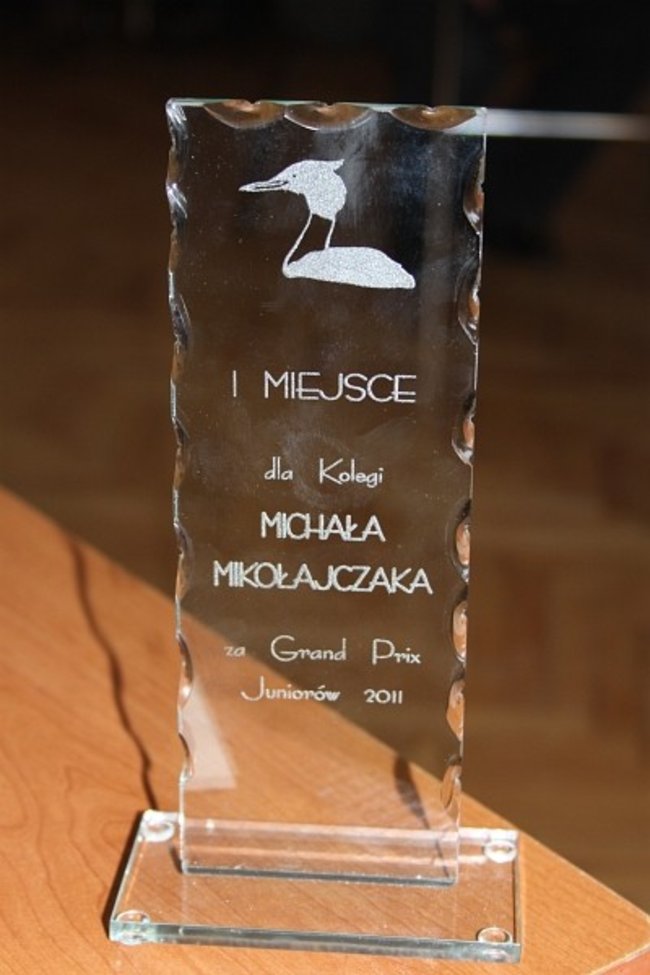 I MIEJSCE
dla Kolegi
MICHAŁA
MIKOŁAJCZAKA
za Grand Prix
Juniorów 2011